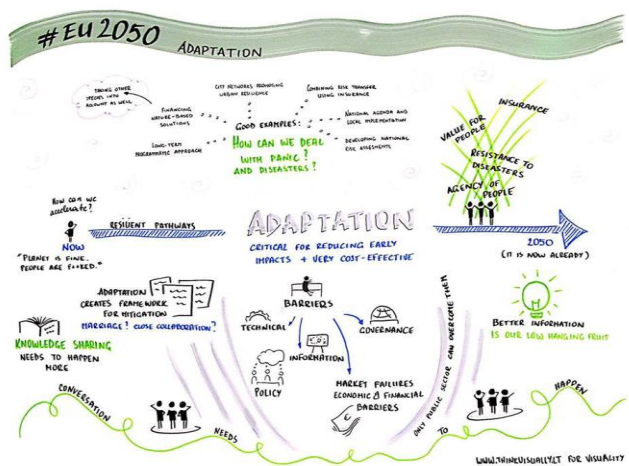 #EU2050
ADAPTATION
TAKING OTHER
SPECIES INTO
ACCOUNT AS WELL
FINANCING
NATURE-BASED
SOLUTIONS
LONG-TERM
PROGRAMMATIC APPROACH
CITY NETWORKS PROMOTING
URBAN RESILIENCE
COMBINING RISK TRANSFER
USING INSURANCE
NATIONAL AGENDA AND
LOCAL IMPLEMENTATION
DEVELOPING NATIONAL
RISK ASSESMENTS
GOOD EXAMPLES:
HOW CAN WE DEAL
WITH PANIC?
AND DISASTERS?
INSURANCE
VALUE FOR
PEOPLE
RESISTANCE TO
DISASTERS
AGENCY OF
PEOPLE
HOW CAN WE
accelerate?
NOW
RESILIENT PATHWAYS
ADAPTATION
CRITICAL FOR REDUCING EARLY
IMPACTS + VERY COST-EFFECTIVE
2050
(IT IS NOW ALREADY)
"PLANET IS FINE.
PEOPLE ARE F**KED."
ADAPTATION
CREATES FRAMEWORK
FOR MITIGATION
MARRIAGE? CLOSE COLLABORATION?
KNOWLEDGE SHARING
NEEDS TO HAPPEN
MORE
BARRIERS
TECHNICAL
INFORMATION
GOVERNANCE
POLICY
MARKET FAILURES
ECONOMIC & FINANCIAL
BARRIERS
ONLY PUBLIC SECTOR CAN OVERCOME THEM
BETTER INFORMATION
IS OUR LOW HANGING FRUIT
CONVERSATION
NEEDS
TO
HAPPEN
WWW.THINKVISUALLY.LT FOR VISUALITY